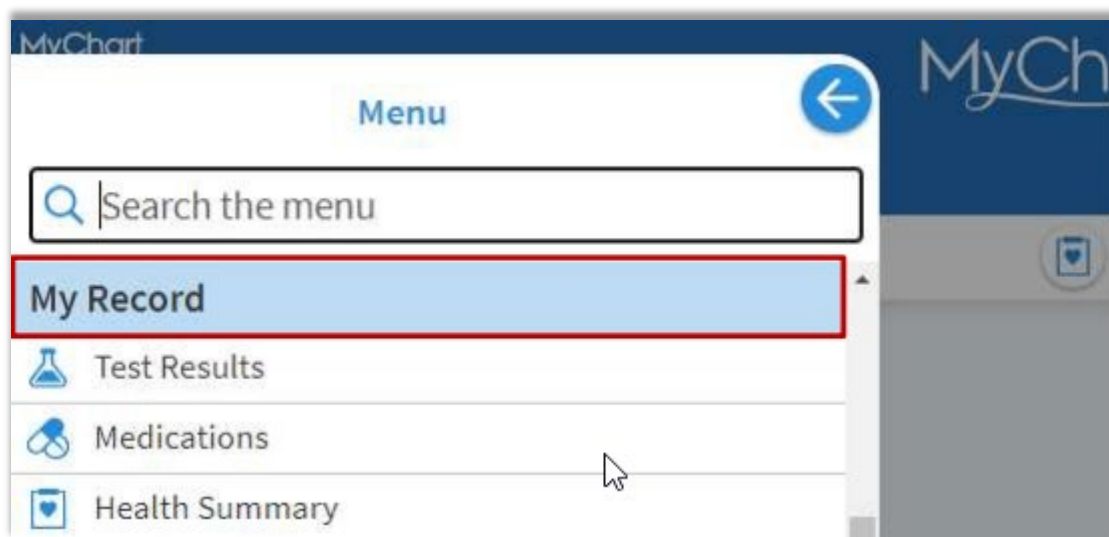 MyChart
MyCh
Menu
Search the menu
My Record
Test Results
Medications
Health Summary